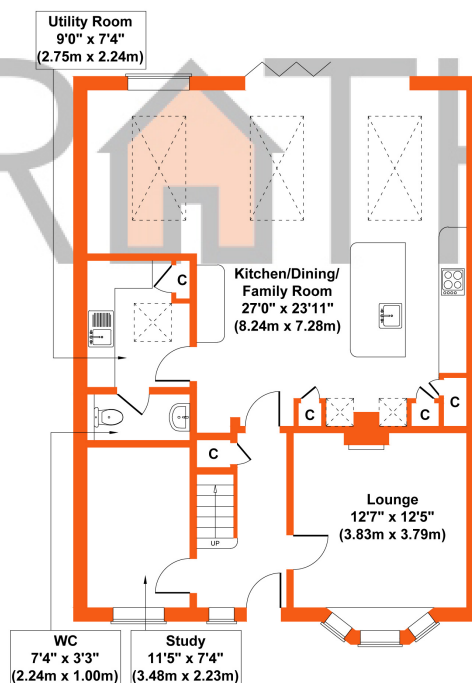 Utility Room
9'0" x 7'4"
(2.75m x 2.24m)
C
Kitchen/Dining/
Family Room
27'0" x 23'11"
(8.24m x 7.28m)
C
C
C
C
UP
Lounge
12'7" x 12'5"
(3.83m x 3.79m)
WC
7'4" x 3'3"
(2.24m x 1.00m)
Study
11'5" x 7'4"
(3.48m x 2.23m)